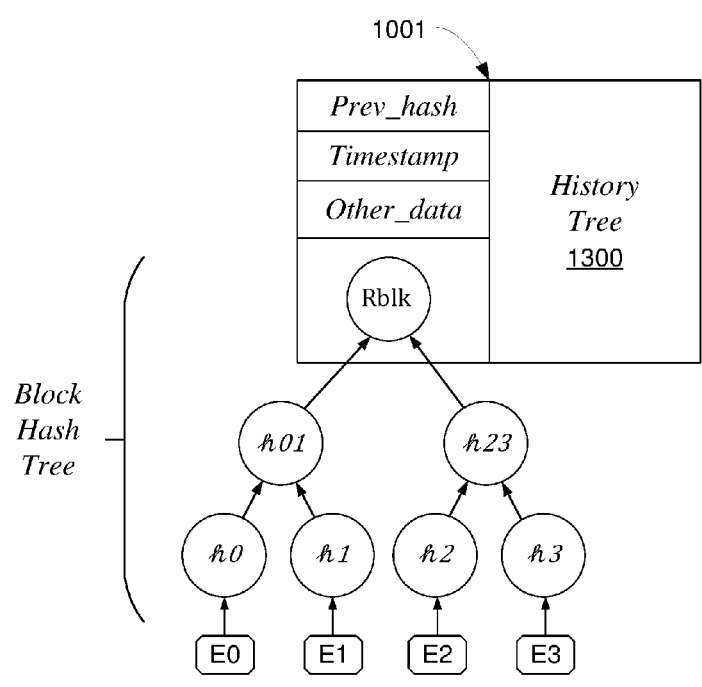 1001
Prev_hash
Timestamp
Other_data
History
Tree
1300
Rblk
Block
Hash
Tree
h01
h23
h0
h1
h2
h3
E0
E1
E2
E3